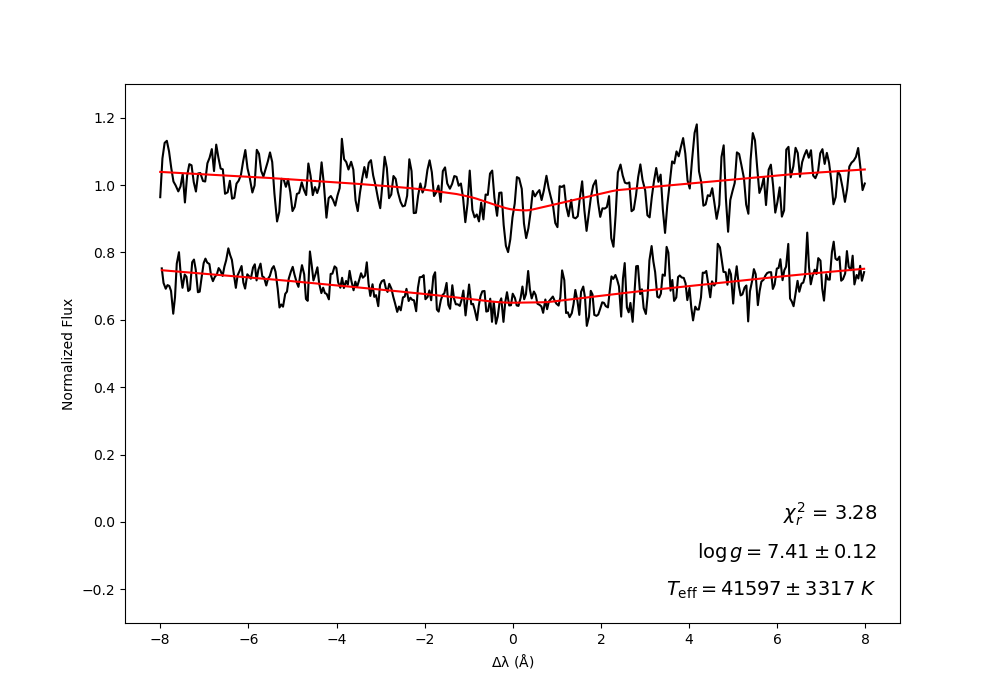 1.2
1.0
0.8
0.6
0.4
0.2
0.0
−0.2
Normalized Flux
χ²ᵣ = 3.28
log g = 7.41 ± 0.12
T_eff = 41597 ± 3317 K
−8 −6 −4 −2 0 2 4 6 8
Δλ (Å)